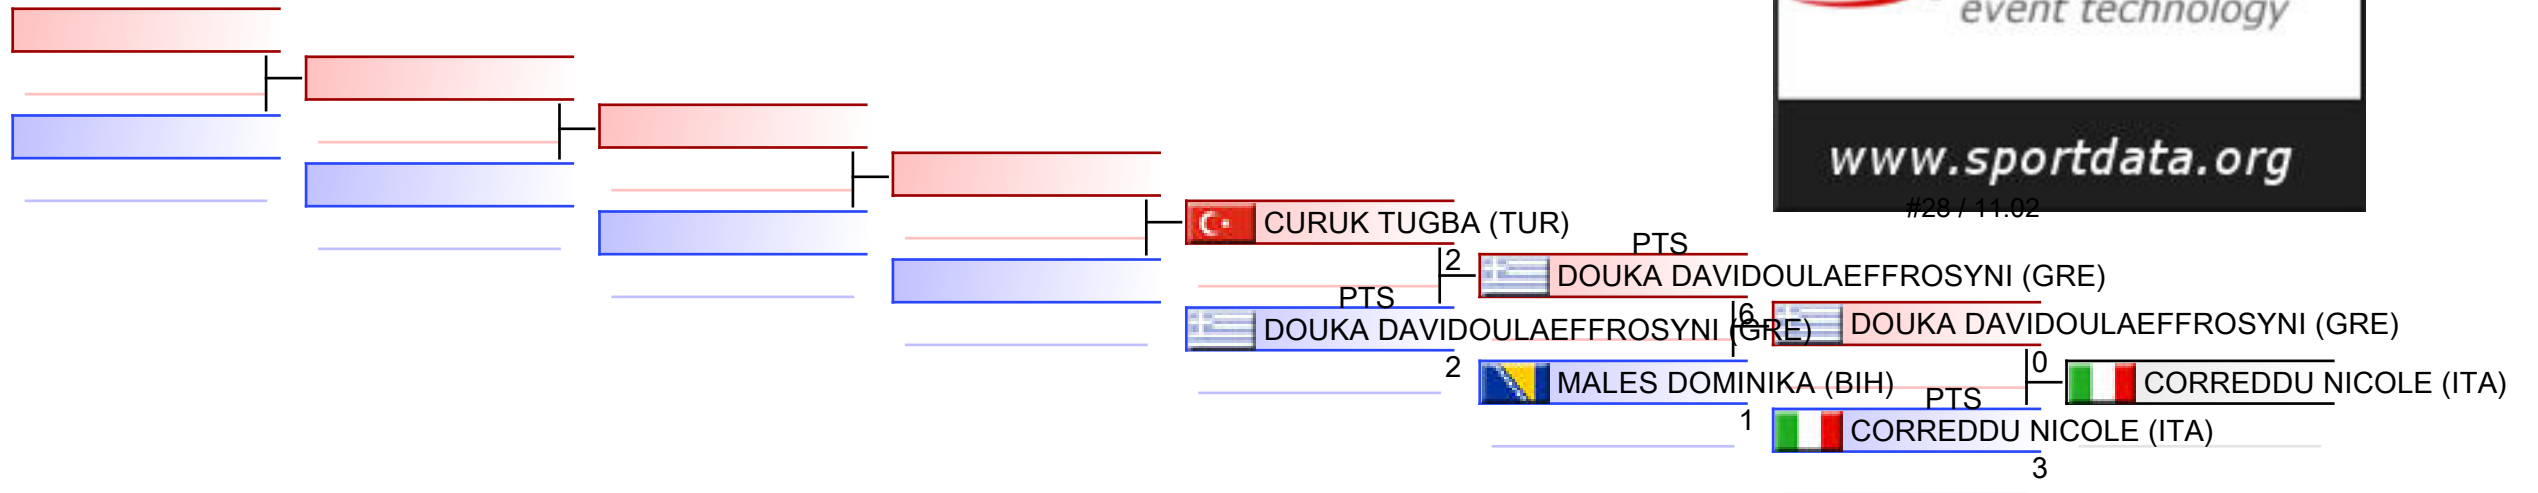 event technology
www.sportdata.org
#28 / 11.02
CURUK TUGBA (TUR)
2
PTS
DOUKA DAVIDOULAEFFROSYNI (GRE)
2
PTS
DOUKA DAVIDOULAEFFROSYNI (GRE)
6
MALES DOMINIKA (BIH)
1
DOUKA DAVIDOULAEFFROSYNI (GRE)
0
PTS
CORREDDU NICOLE (ITA)
3
CORREDDU NICOLE (ITA)